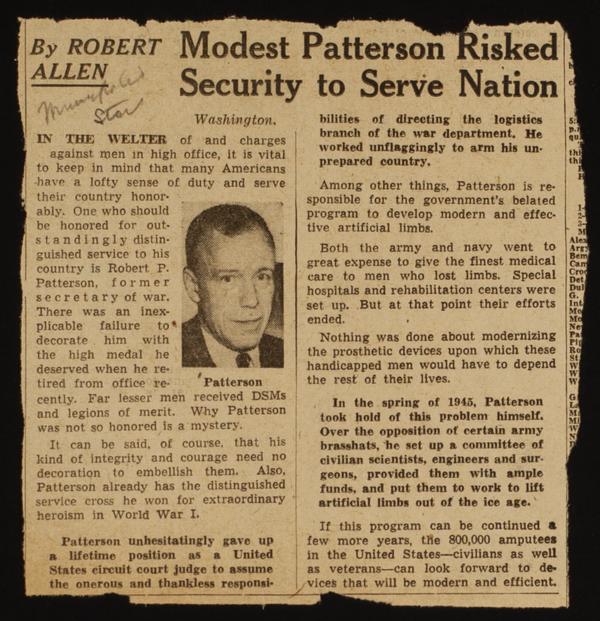 By ROBERT
ALLEN
Star
Modest Patterson Risked
Security to Serve Nation
Washington.
IN THE WELTER of and charges
against men in high office, it is vital
to keep in mind that many Americans
have a lofty sense of duty and serve
their country honor-
ably. One who should
be honored for out-
standingly distin-
guished service to his
country is Robert P.
Patterson, former
secretary of war.
There was an inex-
plicable failure to
decorate him with
the high medal he
deserved when he re-
tired from office re-
cently. Far lesser men received DSMs
and legions of merit. Why Patterson
was not so honored is a mystery.
Patterson
It can be said, of course, that his
kind of integrity and courage need no
decoration to embellish them. Also,
Patterson already has the distinguished
service cross he won for extraordinary
heroism in World War I.
Patterson unhesitatingly gave up
a lifetime position as a United
States circuit court judge to assume
the onerous and thankless responsi-
bilities of directing the logistics
branch of the war department. He
worked unflaggingly to arm his un-
prepared country.
Among other things, Patterson is re-
sponsible for the government's belated
program to develop modern and effec-
tive artificial limbs.
Both the army and navy went to
great expense to give the finest medical
care to men who lost limbs. Special
hospitals and rehabilitation centers were
set up. But at that point their efforts
ended.
Nothing was done about modernizing
the prosthetic devices upon which these
handicapped men would have to depend
the rest of their lives.
In the spring of 1945, Patterson
took hold of this problem himself.
Over the opposition of certain army
brasshats, he set up a committee of
civilian scientists, engineers and sur-
geons, provided them with ample
funds, and put them to work to lift
artificial limbs out of the ice age.
If this program can be continued a
few more years, the 800,000 amputees
in the United States—civilians as well
as veterans—can look forward to de-
vices that will be modern and efficient.